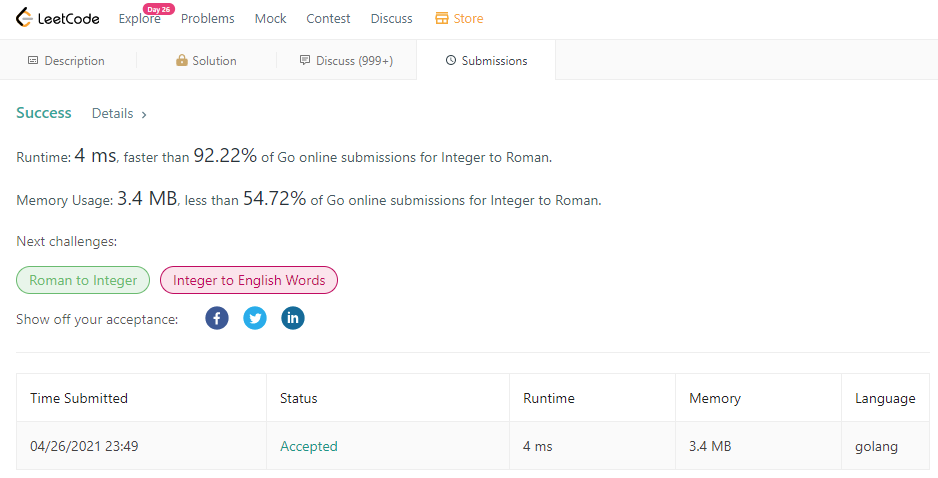 LeetCode Explore Day 26 Problems Mock Contest Discuss Store
Description Solution Discuss (999+) Submissions
Success Details >
Runtime: 4 ms, faster than 92.22% of Go online submissions for Integer to Roman.
Memory Usage: 3.4 MB, less than 54.72% of Go online submissions for Integer to Roman.
Next challenges:
Roman to Integer Integer to English Words
Show off your acceptance: f in
Time Submitted Status Runtime Memory Language
04/26/2021 23:49 Accepted 4 ms 3.4 MB golang